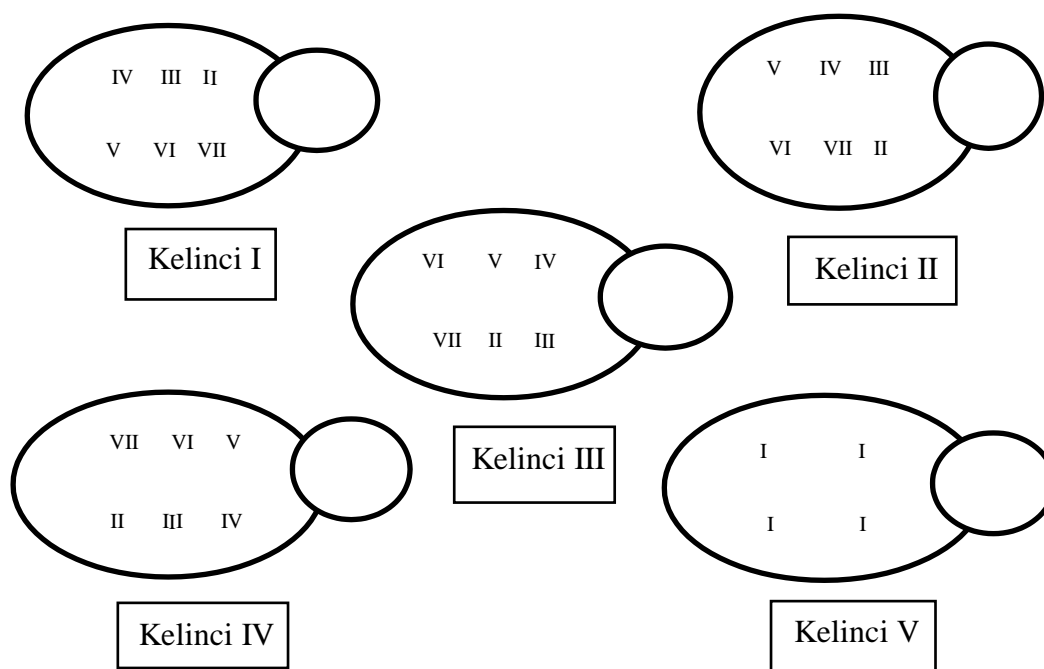 IV III II
V VI VII
Kelinci I
V IV III
VI VII II
Kelinci II
VI V IV
VII II III
Kelinci III
VII VI V
II III IV
Kelinci IV
I I
I I
Kelinci V